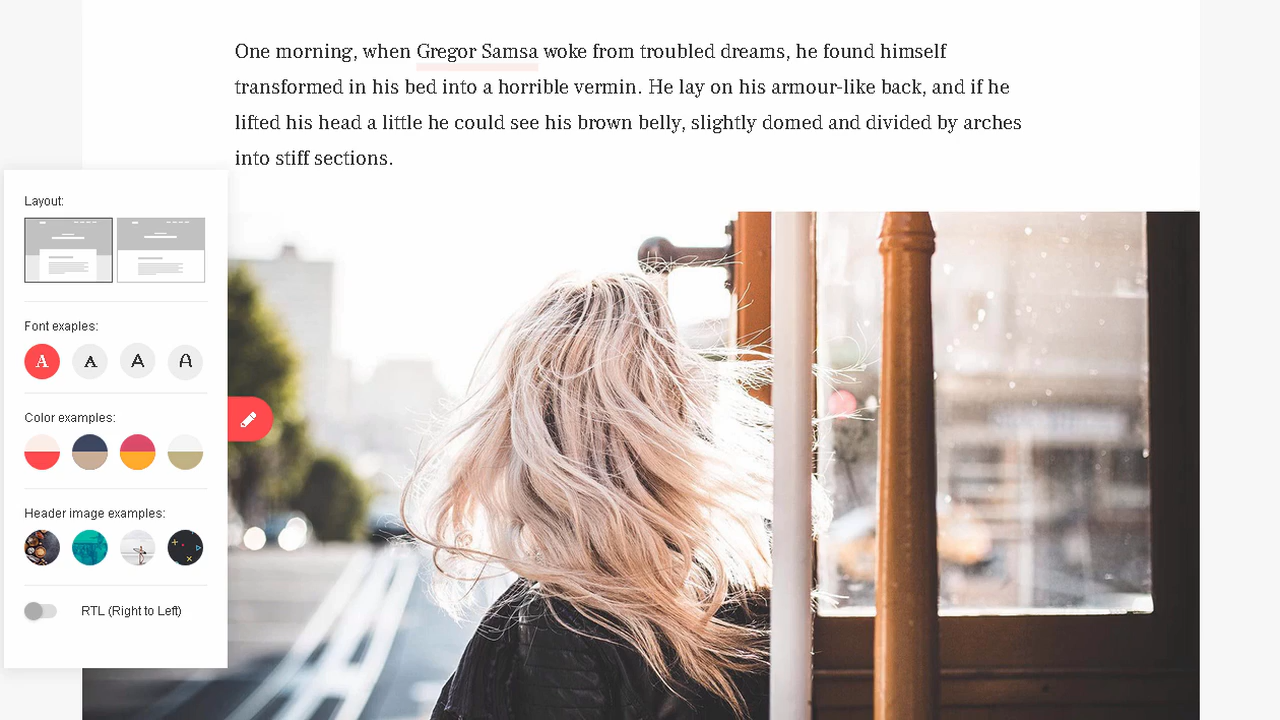 One morning, when Gregor Samsa woke from troubled dreams, he found himself
transformed in his bed into a horrible vermin. He lay on his armour-like back, and if he
lifted his head a little he could see his brown belly, slightly domed and divided by arches
into stiff sections.
Layout:
Font exaples:
A A A A
Color examples:
Header image examples:
RTL (Right to Left)